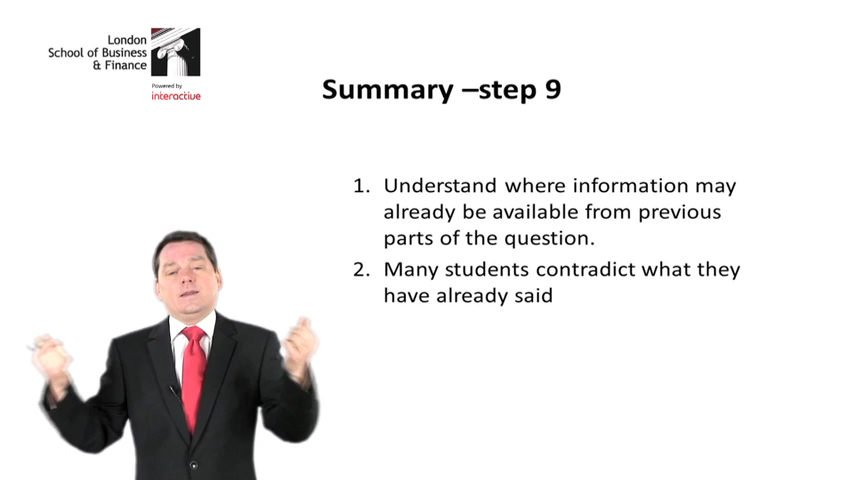 London
School of Business
& Finance
Powered by
interactive
Summary –step 9
1. Understand where information may
already be available from previous
parts of the question.
2. Many students contradict what they
have already said